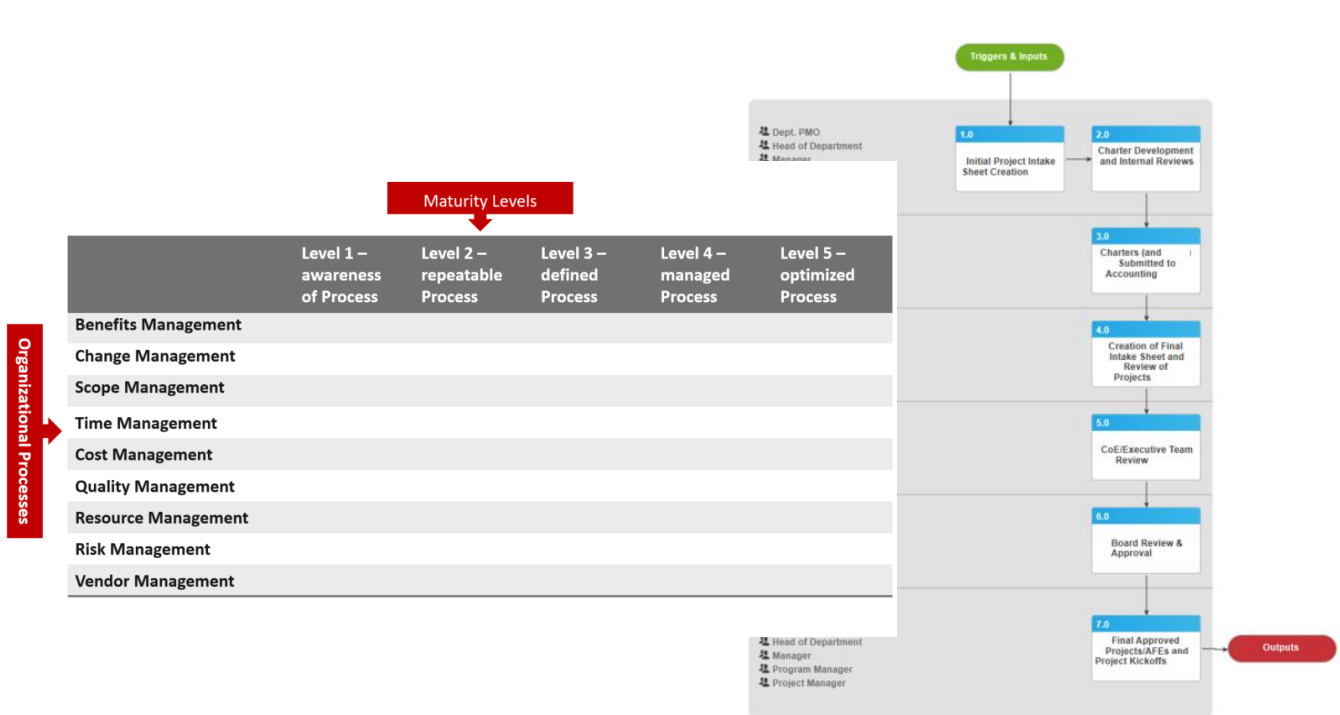 Triggers & Inputs
Dept. PMO
Head of Department
Manager
1.0
Initial Project Intake
Sheet Creation
2.0
Charter Development
and Internal Reviews
3.0
Charters (and )
Submitted to
Accounting
4.0
Creation of Final
Intake Sheet and
Review of
Projects
5.0
CoE/Executive Team
Review
6.0
Board Review &
Approval
7.0
Final Approved
Projects/AFEs and
Project Kickoffs
Outputs
Head of Department
Manager
Program Manager
Project Manager
Maturity Levels
Level 1 –
awareness
of Process
Level 2 –
repeatable
Process
Level 3 –
defined
Process
Level 4 –
managed
Process
Level 5 –
optimized
Process
Organizational Processes
Benefits Management
Change Management
Scope Management
Time Management
Cost Management
Quality Management
Resource Management
Risk Management
Vendor Management